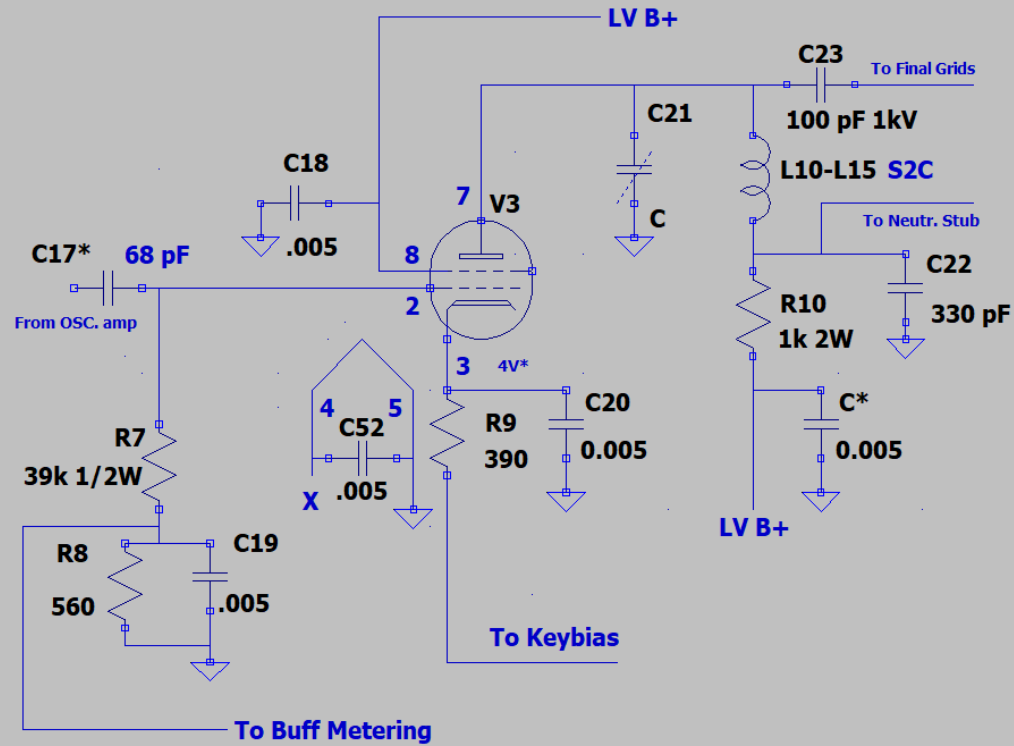 LV B+
C23
To Final Grids
100 pF 1kV
C21
C18
7
V3
L10-L15 S2C
C
To Neutr. Stub
.005
C17* 68 pF
8
2
C22
From OSC. amp
R10
330 pF
1k 2W
3 4V*
4 5
C52
C20
C*
R9
R7
390
0.005
0.005
39k 1/2W
X .005
LV B+
C19
R8
560
.005
To Keybias
To Buff Metering